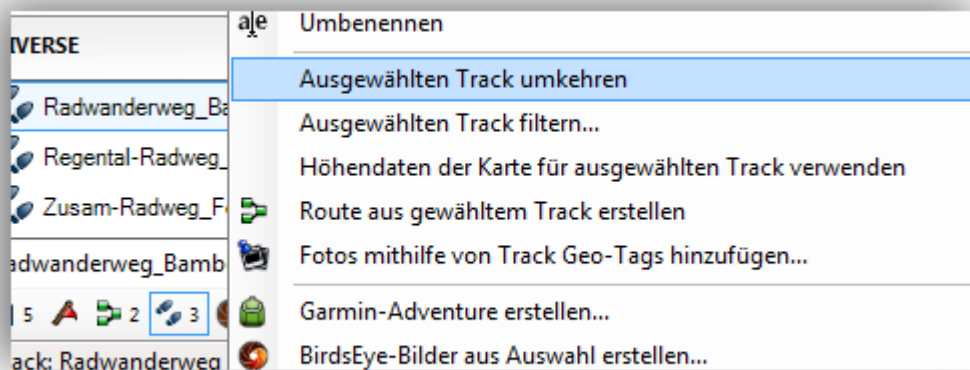 IVERSE
Radwanderweg_Ba
Regental-Radweg_
Zusam-Radweg_F
adwanderweg_Bamb
5 2 3
ack: Radwanderweg
Umbenennen
Ausgewählten Track umkehren
Ausgewählten Track filtern...
Höhendaten der Karte für ausgewählten Track verwenden
Route aus gewähltem Track erstellen
Fotos mithilfe von Track Geo-Tags hinzufügen...
Garmin-Adventure erstellen...
BirdsEye-Bilder aus Auswahl erstellen...